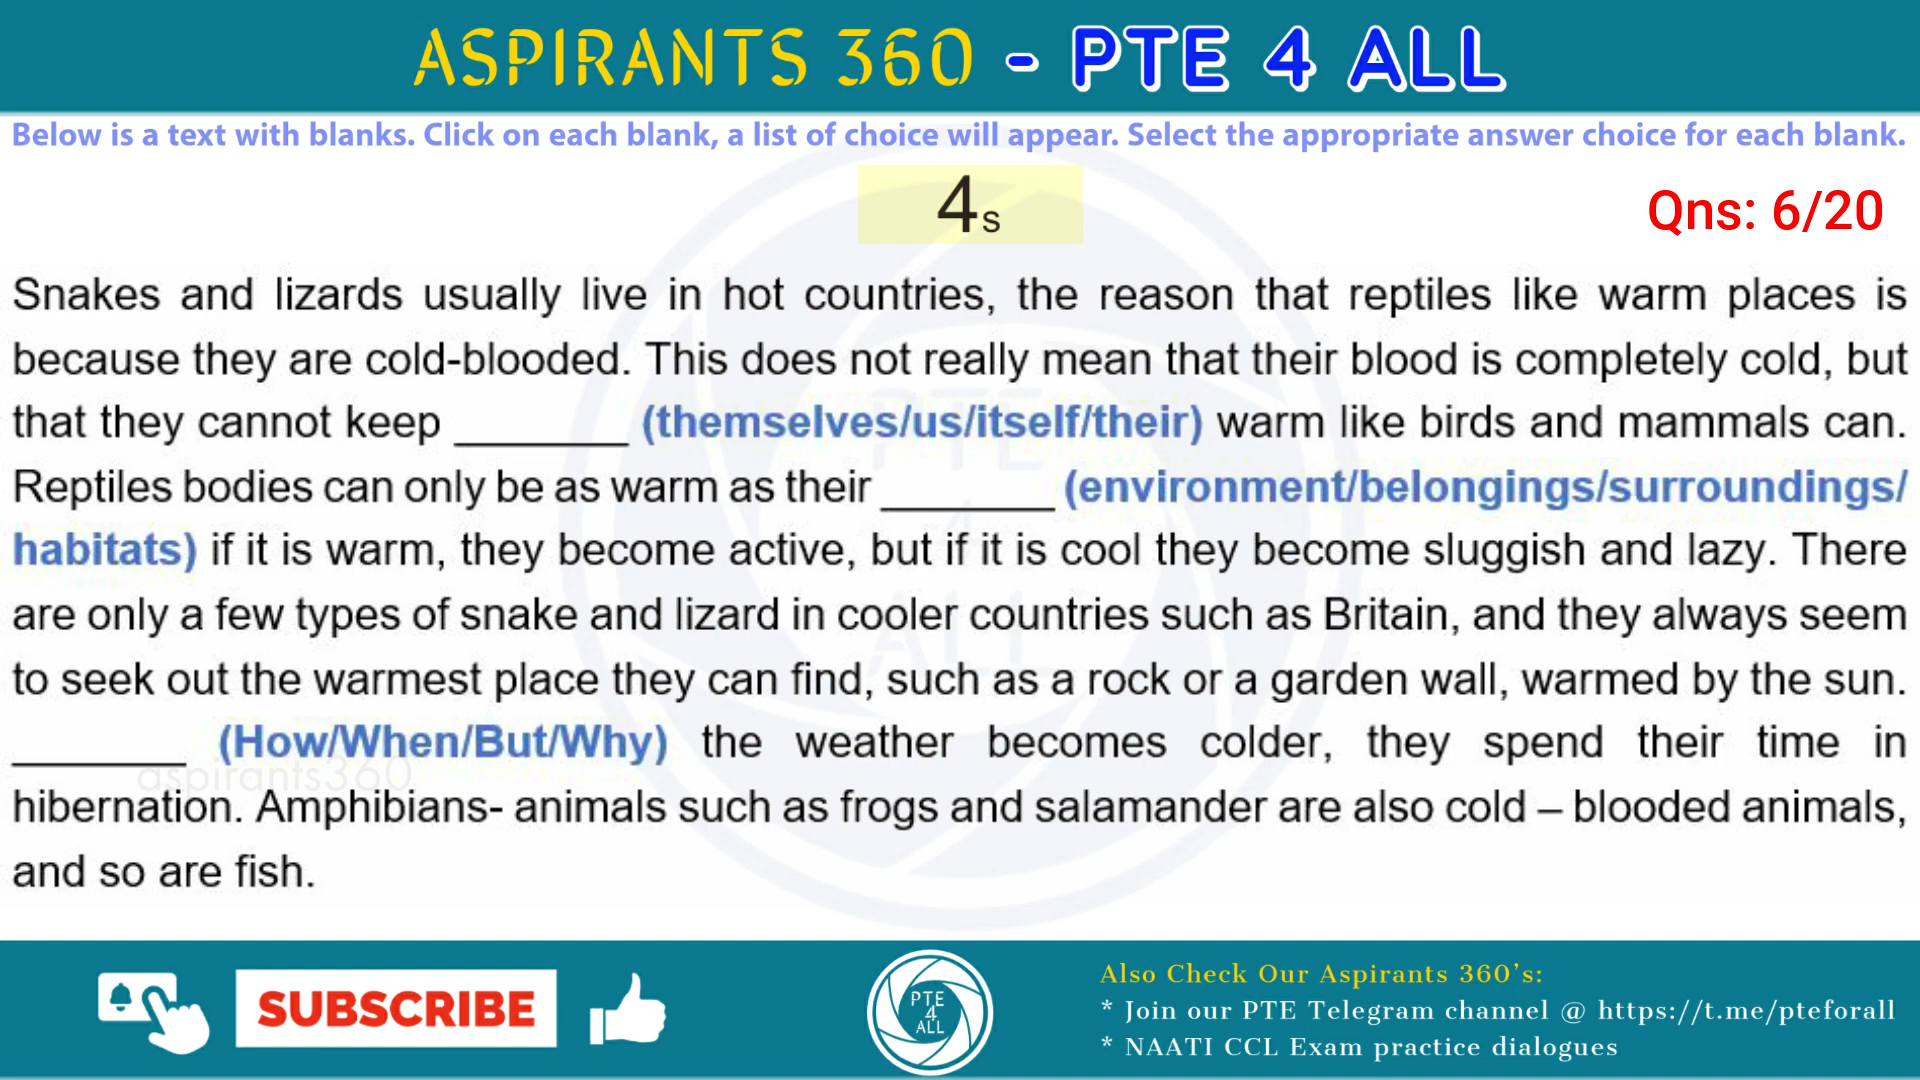 ASPIRANTS 360 - PTE 4 ALL
Below is a text with blanks. Click on each blank, a list of choice will appear. Select the appropriate answer choice for each blank.
4s
Qns: 6/20
Snakes and lizards usually live in hot countries, the reason that reptiles like warm places is
because they are cold-blooded. This does not really mean that their blood is completely cold, but
that they cannot keep _______ (themselves/us/itself/their) warm like birds and mammals can.
Reptiles bodies can only be as warm as their _______ (environment/belongings/surroundings/
habitats) if it is warm, they become active, but if it is cool they become sluggish and lazy. There
are only a few types of snake and lizard in cooler countries such as Britain, and they always seem
to seek out the warmest place they can find, such as a rock or a garden wall, warmed by the sun.
_______ (How/When/But/Why) the weather becomes colder, they spend their time in
aspirants360
hibernation. Amphibians- animals such as frogs and salamander are also cold – blooded animals,
and so are fish.
PTE
4
ALL
SUBSCRIBE
PTE
4
ALL
Also Check Our Aspirants 360's:
* Join our PTE Telegram channel @ https://t.me/pteforall
* NAATI CCL Exam practice dialogues